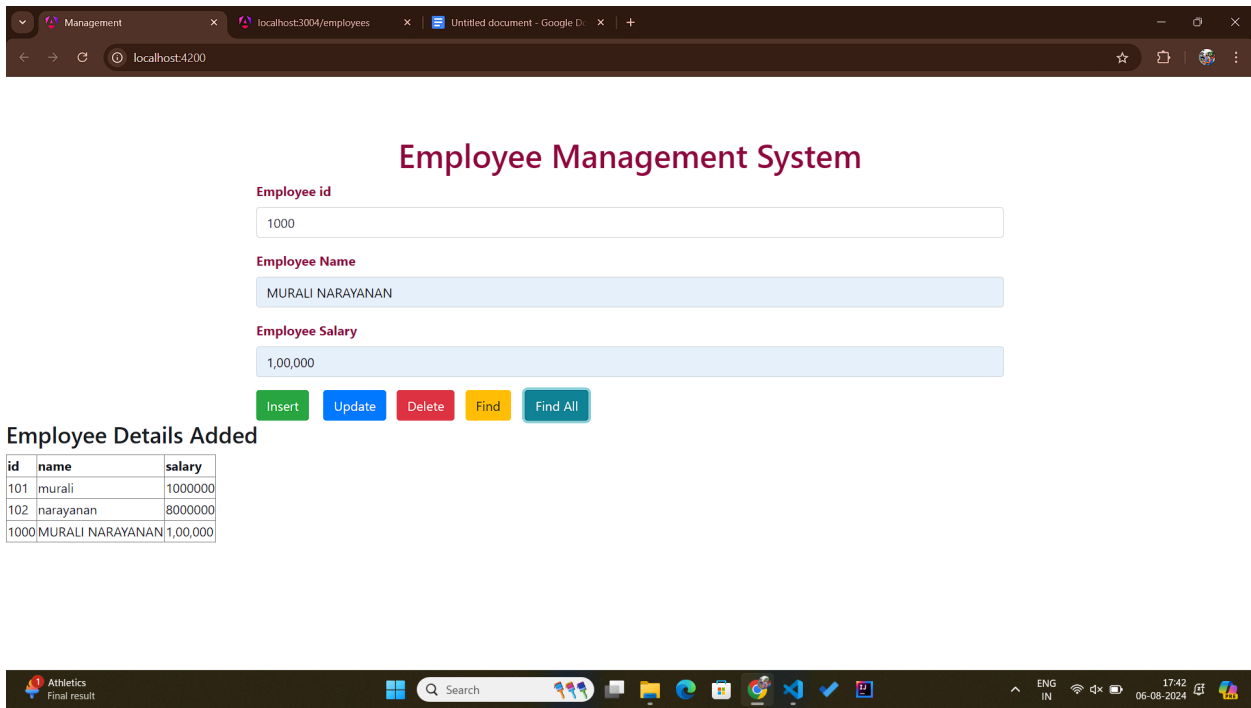 Management
localhost:3004/employees
Untitled document - Google Do
localhost:4200
Employee Management System
Employee id
1000
Employee Name
MURALI NARAYANAN
Employee Salary
1,00,000
Insert Update Delete Find Find All
Employee Details Added
id name salary
101 murali 1000000
102 narayanan 8000000
1000 MURALI NARAYANAN 1,00,000
1 Athletics
Final result
Search
ENG
IN
17:42
06-08-2024
PRE